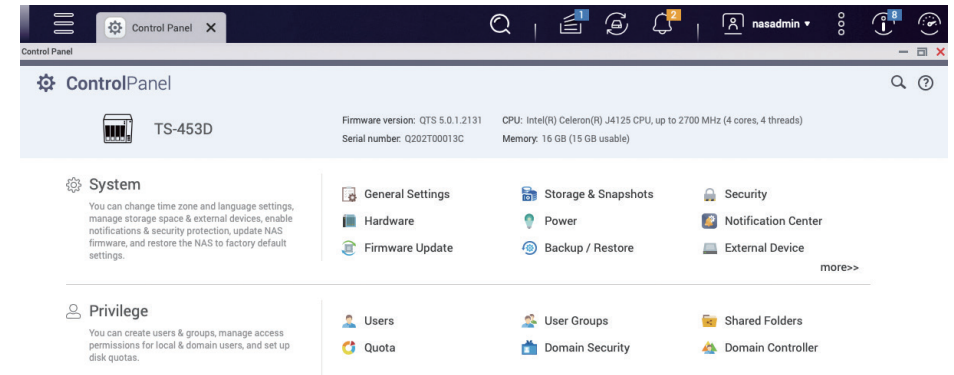 Control Panel
1
2
nasadmin
8
Control Panel
ControlPanel
TS-453D
Firmware version: QTS 5.0.1.2131
CPU: Intel(R) Celeron(R) J4125 CPU, up to 2700 MHz (4 cores, 4 threads)
Serial number: Q202T00013C
Memory: 16 GB (15 GB usable)
System
You can change time zone and language settings,
manage storage space & external devices, enable
notifications & security protection, update NAS
firmware, and restore the NAS to factory default
settings.
General Settings
Storage & Snapshots
Security
Hardware
Power
Notification Center
Firmware Update
Backup / Restore
External Device
more>>
Privilege
You can create users & groups, manage access
permissions for local & domain users, and set up
disk quotas.
Users
User Groups
Shared Folders
Quota
Domain Security
Domain Controller